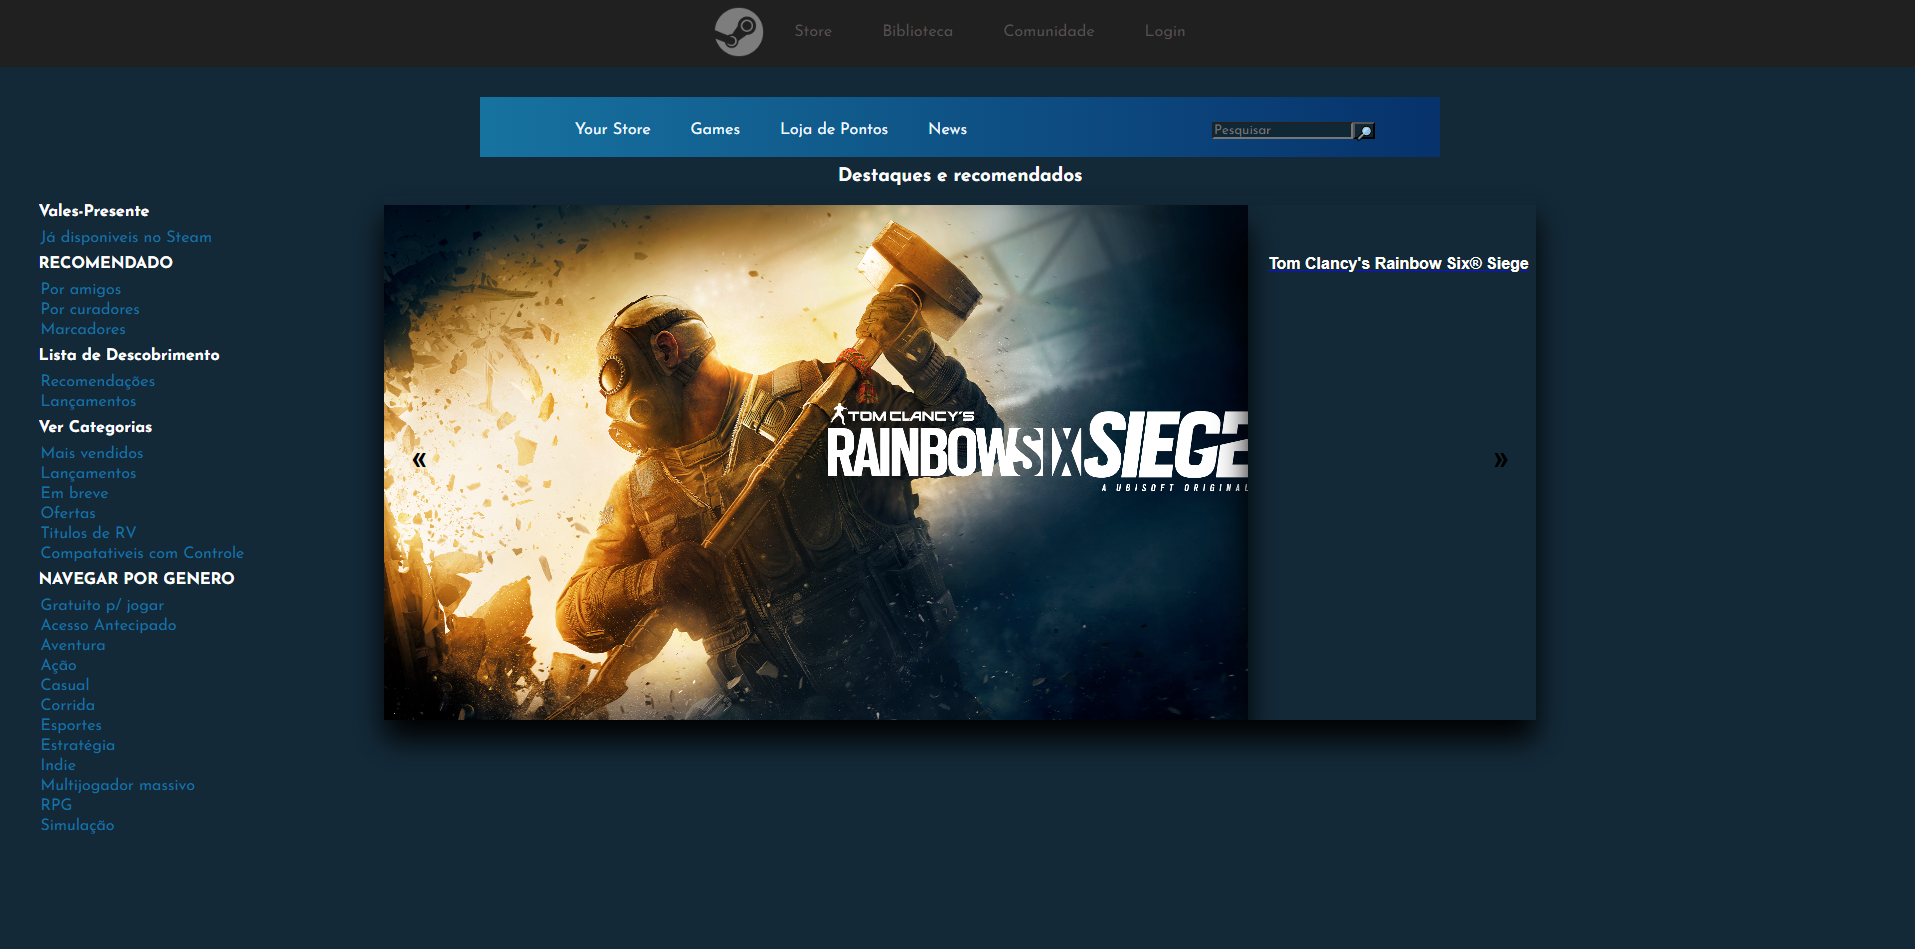 Store Biblioteca Comunidade Login
Your Store Games Loja de Pontos News Pesquisar
Destaques e recomendados
Vales-Presente
Já disponiveis no Steam
RECOMENDADO
Por amigos
Por curadores
Marcadores
Lista de Descobrimento
Recomendações
Lançamentos
Ver Categorias
Mais vendidos
Lançamentos
Em breve
Ofertas
Titulos de RV
Compatativeis com Controle
NAVEGAR POR GENERO
Gratuito p/ jogar
Acesso Antecipado
Aventura
Ação
Casual
Corrida
Esportes
Estratégia
Indie
Multijogador massivo
RPG
Simulação
«
TOM CLANCY'S
RAINBOWSIX SIEGE
A UBISOFT ORIGINAL
Tom Clancy's Rainbow Six® Siege
»